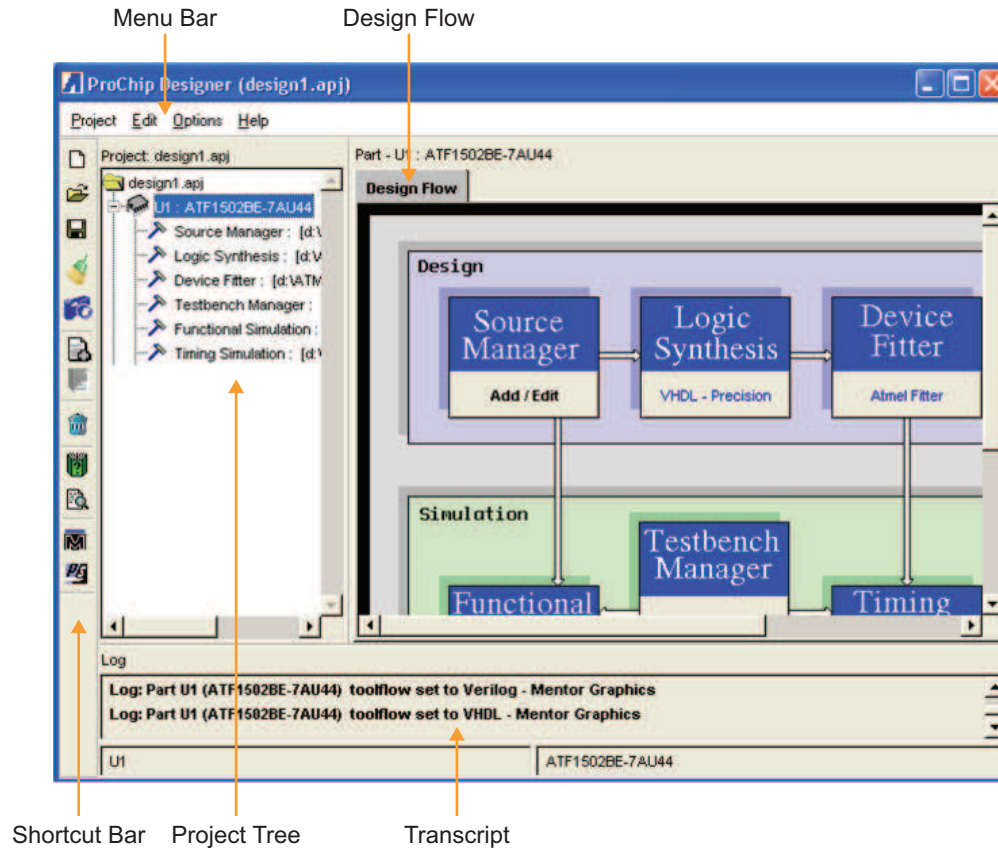 Menu Bar
Design Flow
ProChip Designer (design1.apj)
Project Edit Options Help
Project: design1.apj
design1.apj
U1 : ATF1502BE-7AU44
Source Manager : [d:\
Logic Synthesis : [d:\
Device Fitter : [d:\ATM
Testbench Manager :
Functional Simulation :
Timing Simulation : [d:\
Part - U1 : ATF1502BE-7AU44
Design Flow
Design
Source
Manager
Add / Edit
Logic
Synthesis
VHDL - Precision
Device
Fitter
Atmel Fitter
Simulation
Testbench
Manager
Functional
Timing
Log
Log: Part U1 (ATF1502BE-7AU44) toolflow set to Verilog - Mentor Graphics
Log: Part U1 (ATF1502BE-7AU44) toolflow set to VHDL - Mentor Graphics
U1
ATF1502BE-7AU44
Shortcut Bar
Project Tree
Transcript